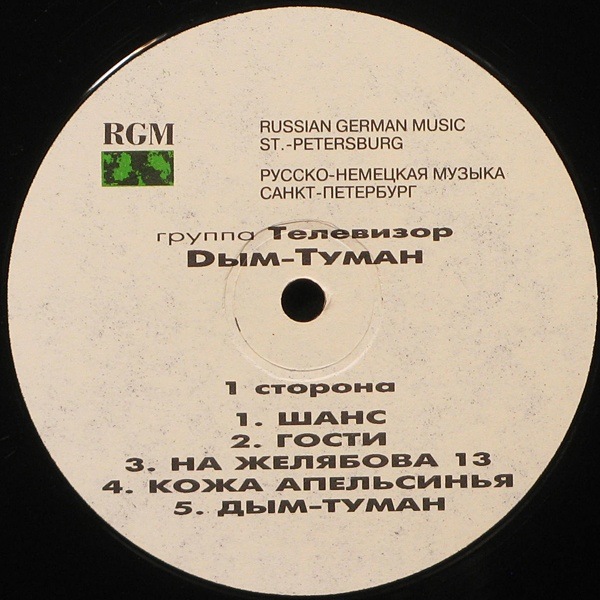 RGM
RUSSIAN GERMAN MUSIC
ST.-PETERSBURG
РУССКО-НЕМЕЦКАЯ МУЗЫКА
САНКТ-ПЕТЕРБУРГ
группа Телевизор
Dым-Туман
1 сторона
1. ШАНС
2. ГОСТИ
3. НА ЖЕЛЯБОВА 13
4. КОЖА АПЕЛЬСИНЬЯ
5. ДЫМ-ТУМАН